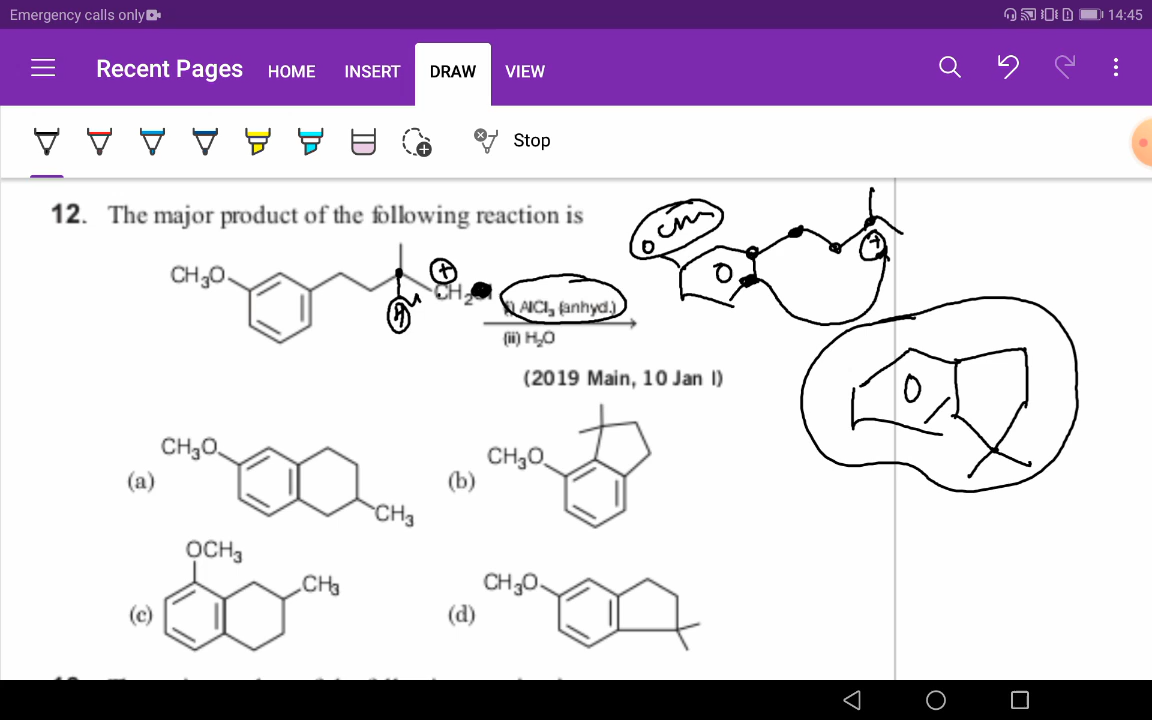 Emergency calls only 14:45
Recent Pages HOME INSERT DRAW VIEW
Stop
12. The major product of the following reaction is
CH₃O
CH₂
(i) AlCl₃ (anhyd.)
(ii) H₂O
(2019 Main, 10 Jan I)
(a) CH₃O CH₃
(b) CH₃O
(c) OCH₃ CH₃
(d) CH₃O